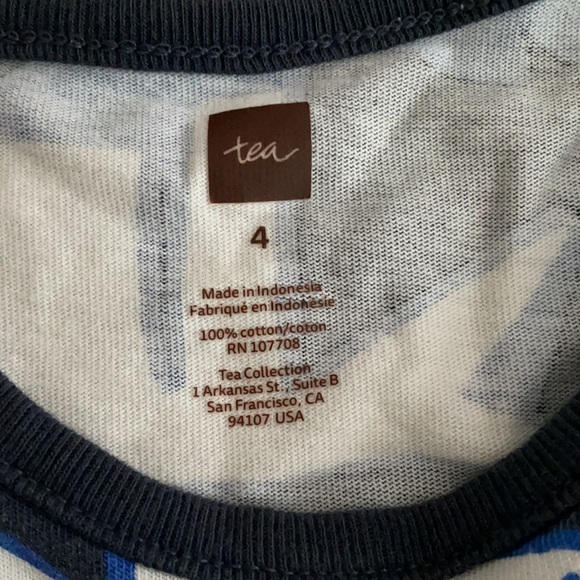 tea
4
Made in Indonesia
Fabriqué en Indonésie
100% cotton/coton
RN 107708
Tea Collection
1 Arkansas St , Suite B
San Francisco, CA
94107 USA